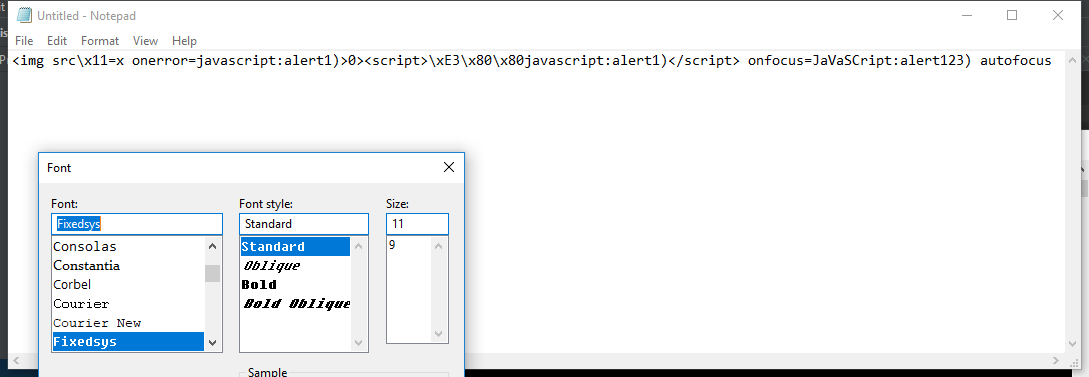 Untitled - Notepad
File Edit Format View Help
<img src\x11=x onerror=javascript:alert1)>0><script>\xE3\x80\x80javascript:alert1)</script> onfocus=JaVaSCript:alert123) autofocus
Font
Font: Font style: Size:
Fixedsys Standard 11
Consolas Standard 9
Constantia Oblique
Corbel Bold
Courier Bold Oblique
Courier New
Fixedsys
Sample